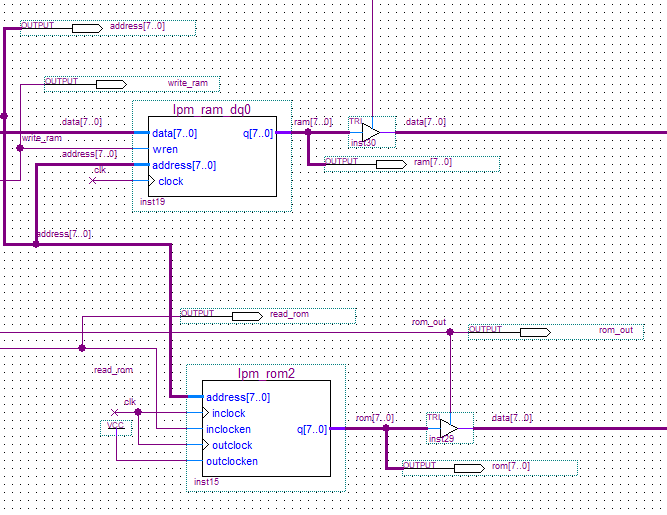 OUTPUT address[7..0]
OUTPUT write_ram
lpm_ram_dq0
data[7..0] data[7..0] q[7..0] ram[7..0] TRI data[7..0]
write_ram wren inst30
address[7..0] address[7..0] OUTPUT ram[7..0]
clk clock
inst19
address[7..0]
OUTPUT read_rom
rom_out OUTPUT rom_out
read_rom lpm_rom2
address[7..0]
clk inclock
VCC inclocken q[7..0] rom[7..0] TRI data[7..0]
outclock inst29
outclocken OUTPUT rom[7..0]
inst15